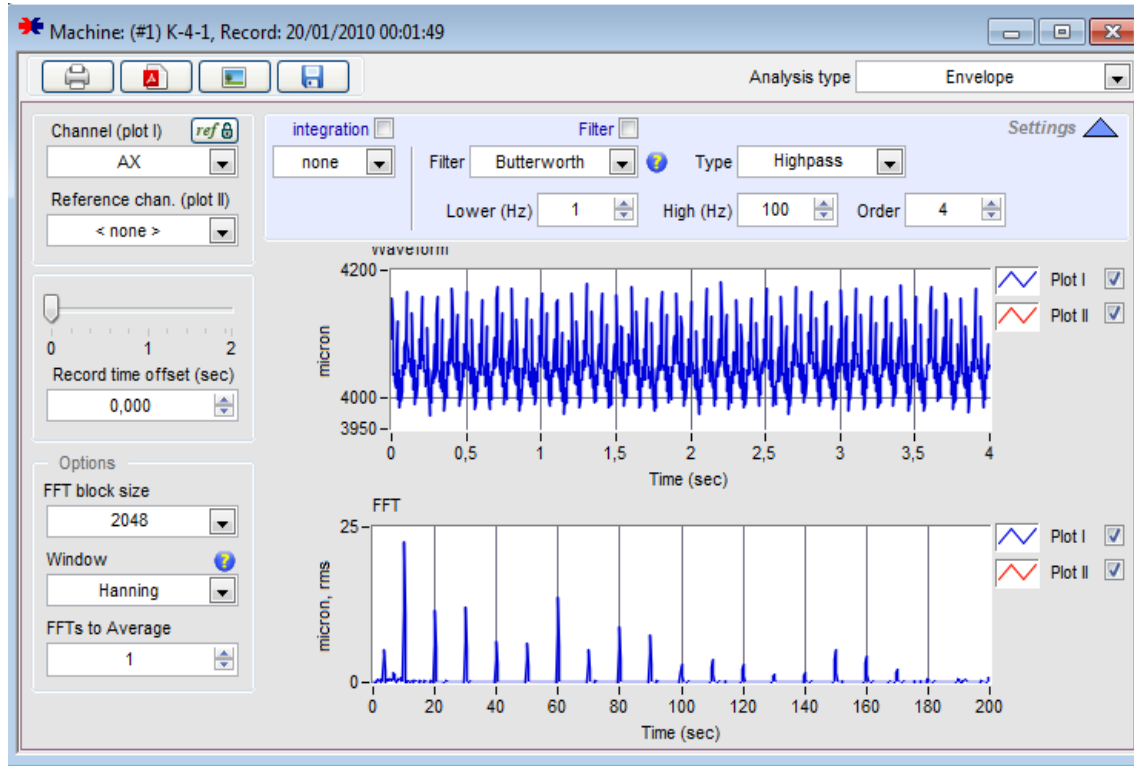 Machine: (#1) K-4-1, Record: 20/01/2010 00:01:49
Analysis type Envelope
Channel (plot I) ref
AX
Reference chan. (plot II)
< none >
integration Filter Settings
none Filter Butterworth ? Type Highpass
Lower (Hz) 1 High (Hz) 100 Order 4
0 1 2
Record time offset (sec)
0,000
Options
FFT block size
2048
Window ?
Hanning
FFTs to Average
1
Waveform
4200
4000
3950
micron
0 0,5 1 1,5 2 2,5 3 3,5 4
Time (sec)
Plot I
Plot II
FFT
25
0
micron, rms
0 20 40 60 80 100 120 140 160 180 200
Time (sec)
Plot I
Plot II